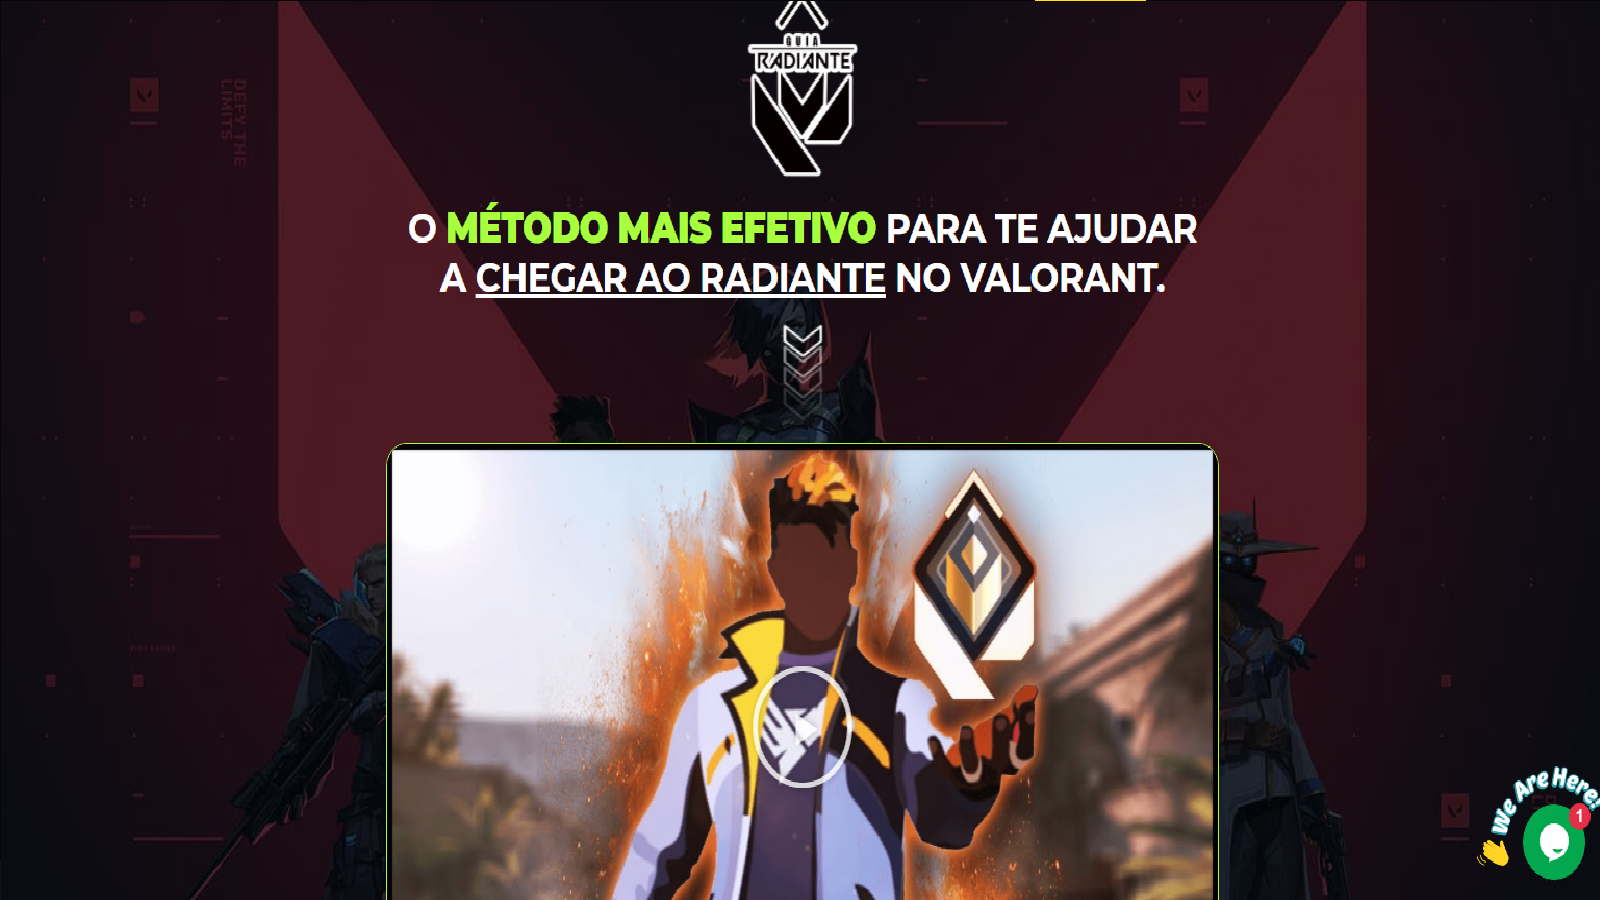 GUIA
RADIANTE
DEFY THE
LIMITS
O MÉTODO MAIS EFETIVO PARA TE AJUDAR
A CHEGAR AO RADIANTE NO VALORANT.
We Are Here!
1